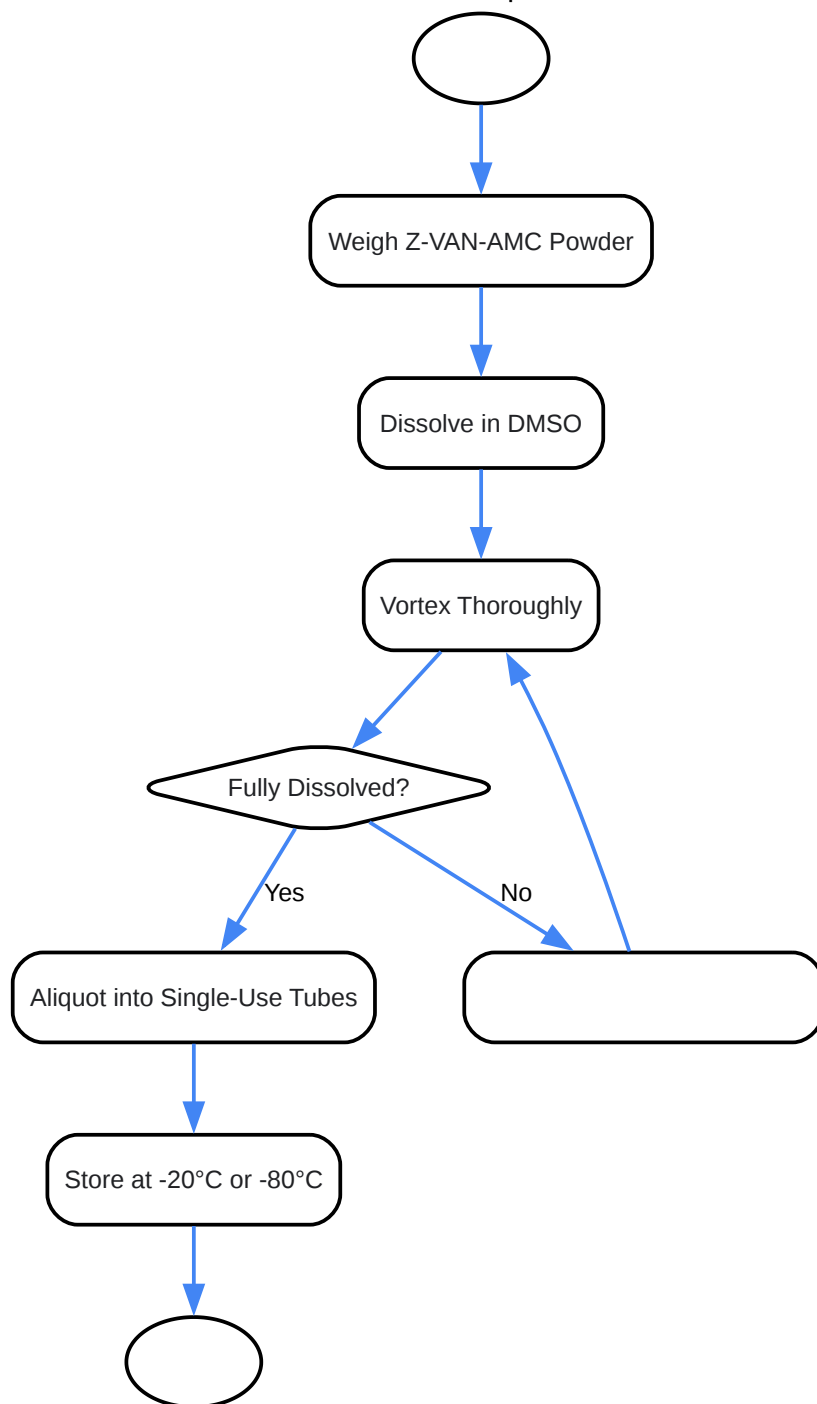 Weigh Z-VAN-AMC Powder
Dissolve in DMSO
Vortex Thoroughly
Fully Dissolved?
Yes
No
Aliquot into Single-Use Tubes
Store at -20°C or -80°C